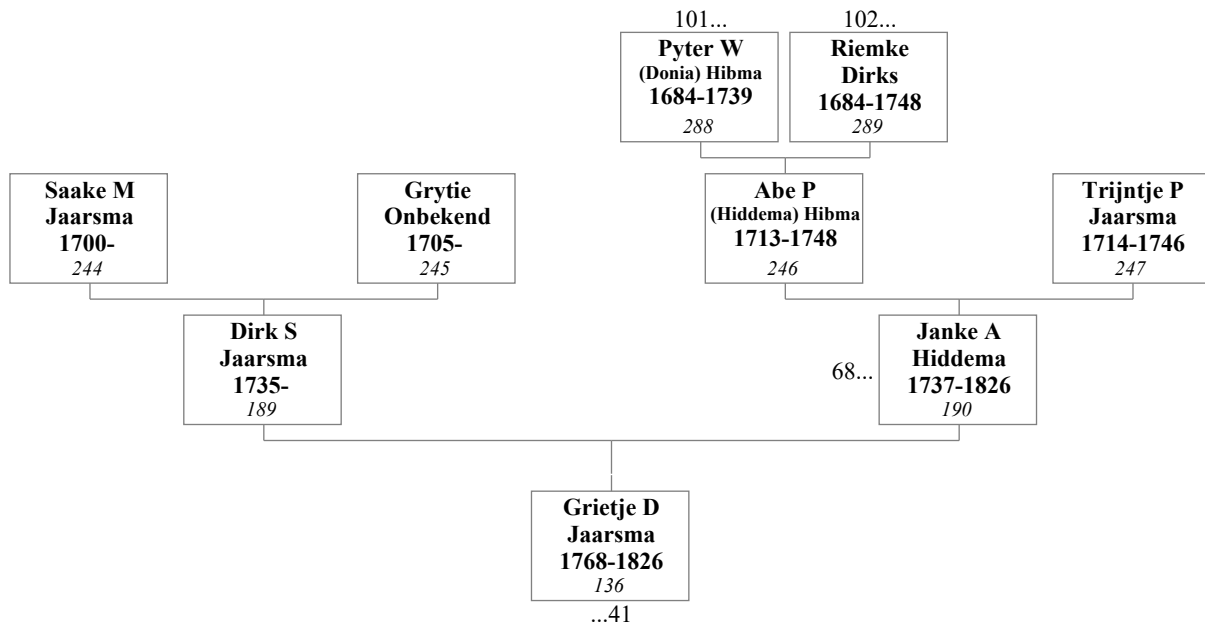 101...
102...
Pyter W
(Donia) Hibma
1684-1739
288
Riemke
Dirks
1684-1748
289
Saake M
Jaarsma
1700-
244
Grytie
Onbekend
1705-
245
Abe P
(Hiddema) Hibma
1713-1748
246
Trijntje P
Jaarsma
1714-1746
247
Dirk S
Jaarsma
1735-
189
68...
Janke A
Hiddema
1737-1826
190
Grietje D
Jaarsma
1768-1826
136
...41